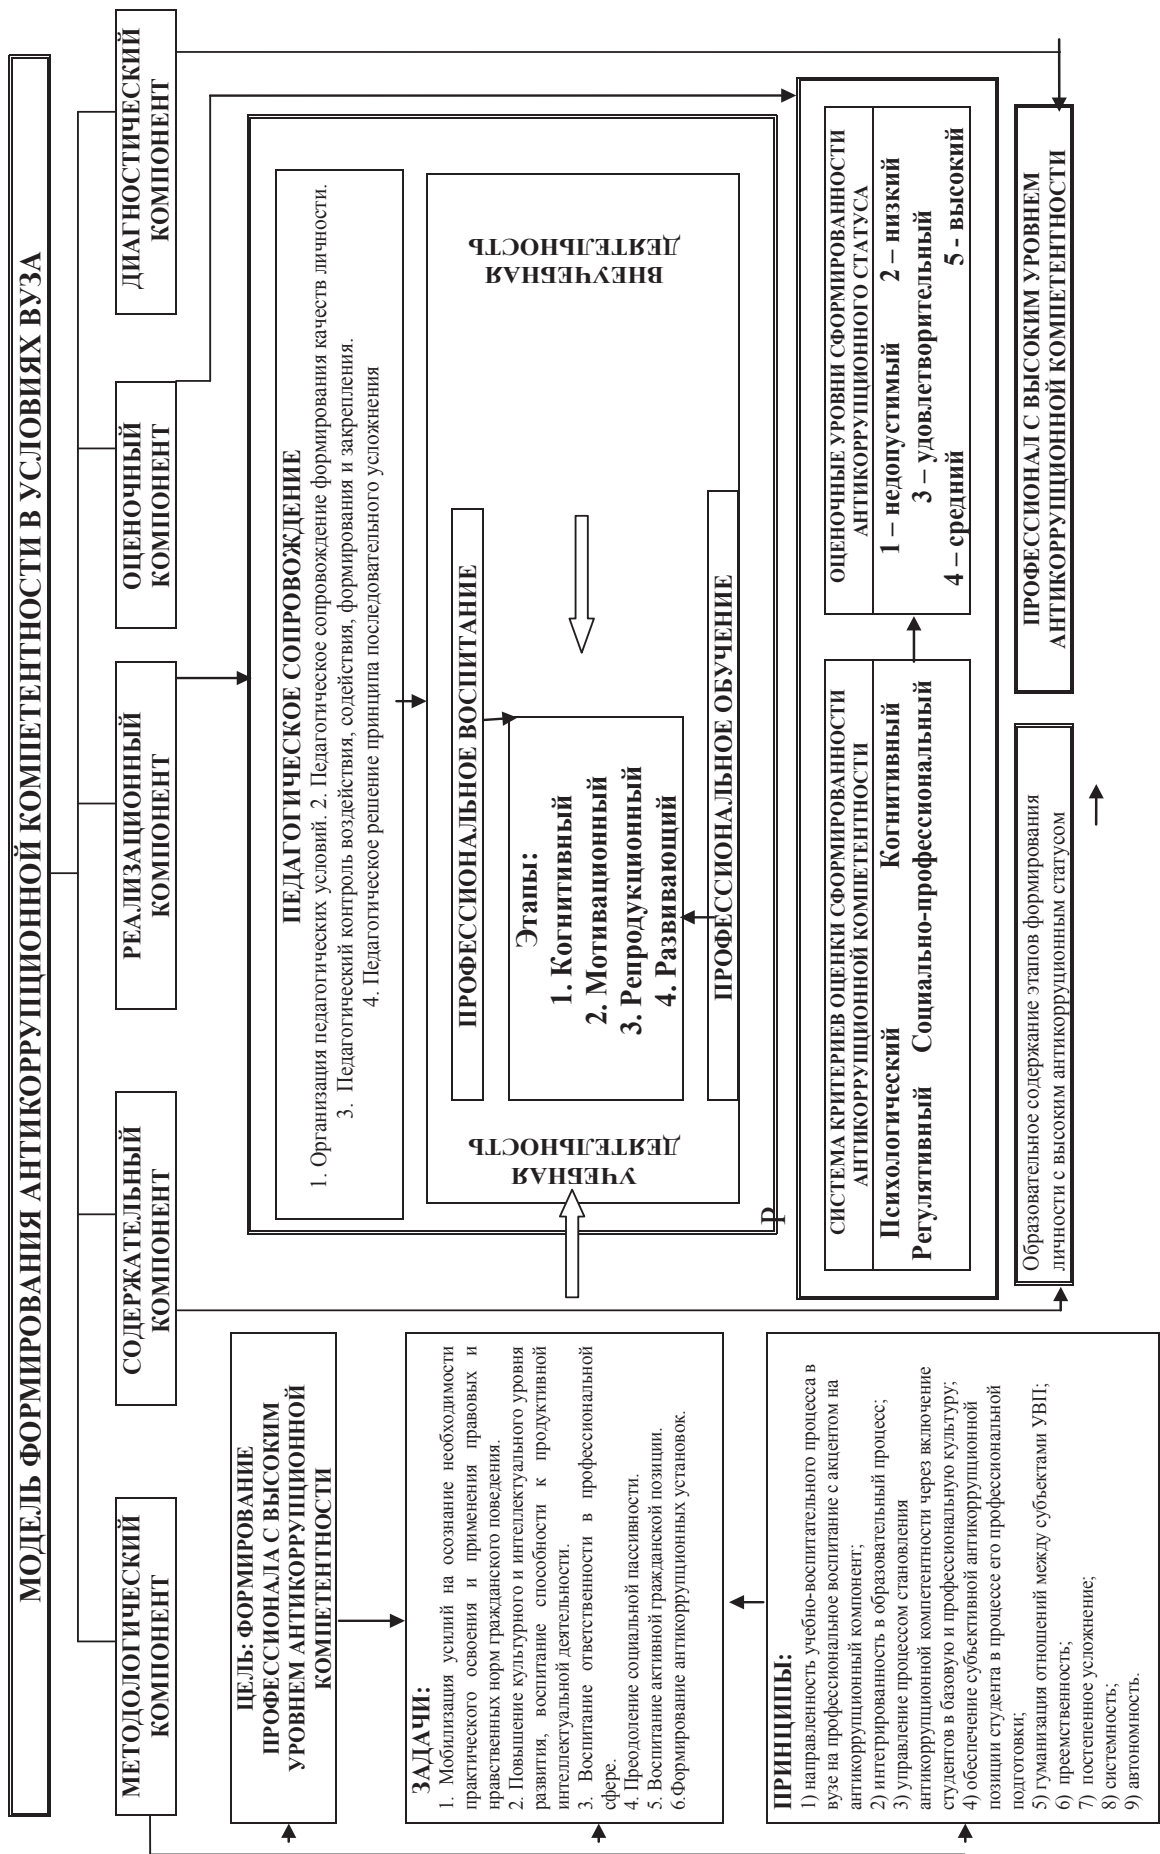 МОДЕЛЬ ФОРМИРОВАНИЯ АНТИКОРРУПЦИОННОЙ КОМПЕТЕНТНОСТИ В УСЛОВИЯХ ВУЗА
МЕТОДОЛОГИЧЕСКИЙ
КОМПОНЕНТ
СОДЕРЖАТЕЛЬНЫЙ
КОМПОНЕНТ
РЕАЛИЗАЦИОННЫЙ
КОМПОНЕНТ
ОЦЕНОЧНЫЙ
КОМПОНЕНТ
ДИАГНОСТИЧЕСКИЙ
КОМПОНЕНТ
ЦЕЛЬ: ФОРМИРОВАНИЕ
ПРОФЕССИОНАЛА С ВЫСОКИМ
УРОВНЕМ АНТИКОРРУПЦИОННОЙ
КОМПЕТЕНТНОСТИ
ЗАДАЧИ:
1. Мобилизация усилий на осознание необходимости
практического освоения и применения правовых и
нравственных норм гражданского поведения.
2. Повышение культурного и интеллектуального уровня
развития, воспитание способности к продуктивной
интеллектуальной деятельности.
3. Воспитание ответственности в профессиональной
сфере.
4. Преодоление социальной пассивности.
5. Воспитание активной гражданской позиции.
6.Формирование антикоррупционных установок.
ПРИНЦИПЫ:
1) направленность учебно-воспитательного процесса в
вузе на профессиональное воспитание с акцентом на
антикоррупционный компонент;
2) интегрированность в образовательный процесс;
3) управление процессом становления
антикоррупционной компетентности через включение
студентов в базовую и профессиональную культуру;
4) обеспечение субъективной антикоррупционной
позиции студента в процессе его профессиональной
подготовки;
5) гуманизация отношений между субъектами УВП;
6) преемственность;
7) постепенное усложнение;
8) системность;
9) автономность.
ПЕДАГОГИЧЕСКОЕ СОПРОВОЖДЕНИЕ
1. Организация педагогических условий. 2. Педагогическое сопровождение формирования качеств личности.
3. Педагогический контроль воздействия, содействия, формирования и закрепления.
4. Педагогическое решение принципа последовательного усложнения
УЧЕБНАЯ
ДЕЯТЕЛЬНОСТЬ
ПРОФЕССИОНАЛЬНОЕ ВОСПИТАНИЕ
Этапы:
1. Когнитивный
2. Мотивационный
3. Репродукционный
4. Развивающий
ПРОФЕССИОНАЛЬНОЕ ОБУЧЕНИЕ
ВНЕУЧЕБНАЯ
ДЕЯТЕЛЬНОСТЬ
Р
СИСТЕМА КРИТЕРИЕВ ОЦЕНКИ СФОРМИРОВАННОСТИ
АНТИКОРРУПЦИОННОЙ КОМПЕТЕНТНОСТИ
Психологический Когнитивный
Регулятивный Социально-профессиональный
ОЦЕНОЧНЫЕ УРОВНИ СФОРМИРОВАННОСТИ
АНТИКОРРУПЦИОННОГО СТАТУСА
1 – недопустимый 2 – низкий
3 – удовлетворительный
4 – средний 5 - высокий
Образовательное содержание этапов формирования
личности с высоким антикоррупционным статусом
ПРОФЕССИОНАЛ С ВЫСОКИМ УРОВНЕМ
АНТИКОРРУПЦИОННОЙ КОМПЕТЕНТНОСТИ